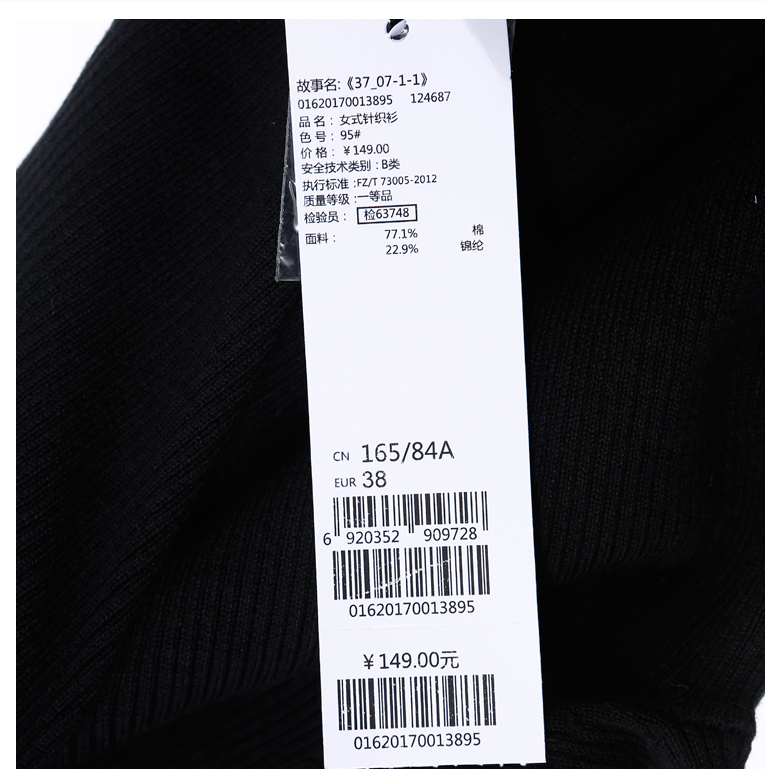 故事名:《37_07-1-1》
01620170013895 124687
品名：女式针织衫
色号：95#
价格：￥149.00
安全技术类别：B类
执行标准：FZ/T 73005-2012
质量等级：一等品
检验员：检63748
面料： 77.1% 棉
22.9% 锦纶
CN 165/84A
EUR 38
6 920352 909728
01620170013895
￥149.00元
01620170013895